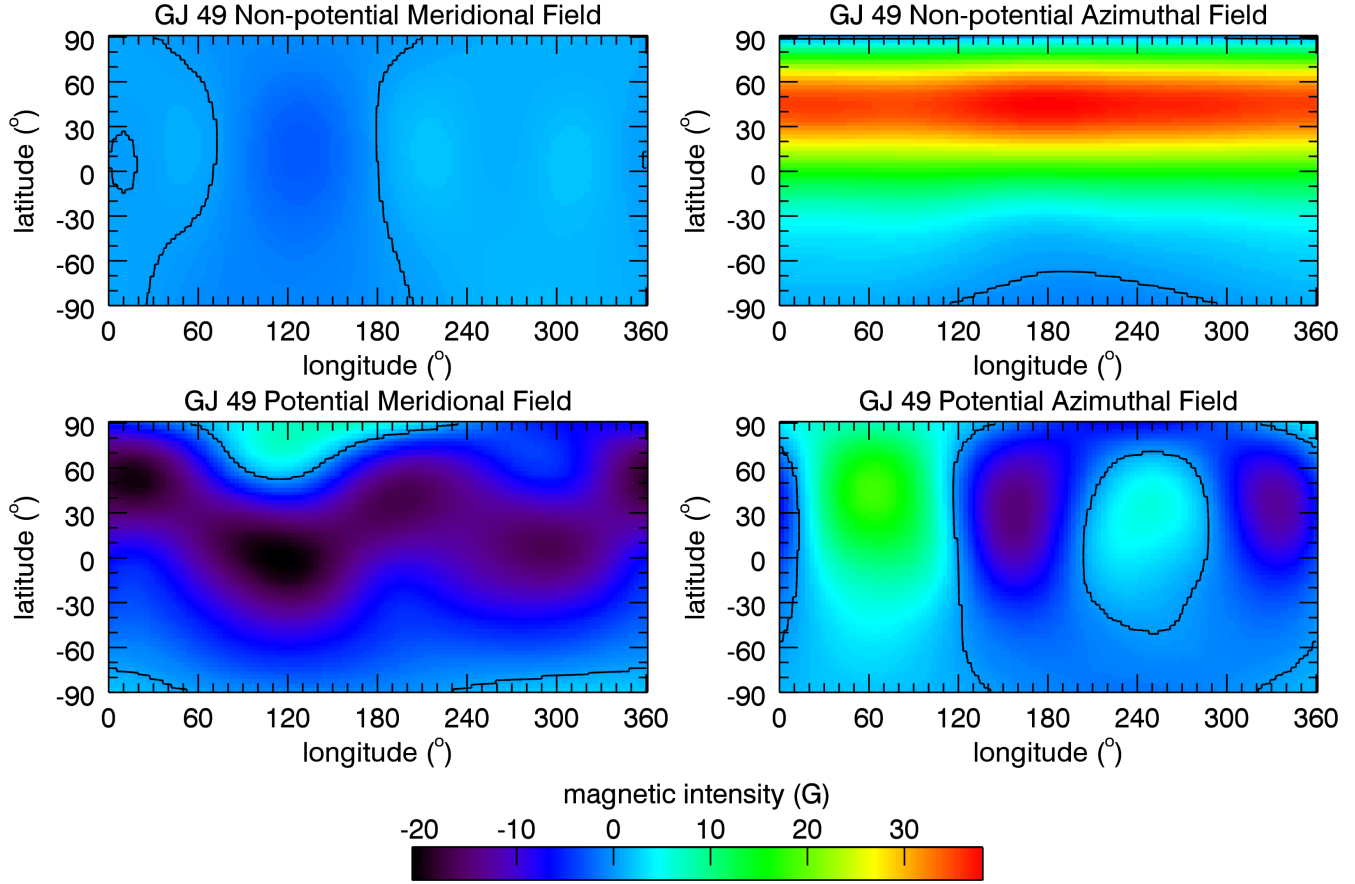 GJ 49 Non-potential Meridional Field
90
60
30
0
-30
-60
-90
latitude (°)
0 60 120 180 240 300 360
longitude (°)
GJ 49 Non-potential Azimuthal Field
90
60
30
0
-30
-60
-90
latitude (°)
0 60 120 180 240 300 360
longitude (°)
GJ 49 Potential Meridional Field
90
60
30
0
-30
-60
-90
latitude (°)
0 60 120 180 240 300 360
longitude (°)
GJ 49 Potential Azimuthal Field
90
60
30
0
-30
-60
-90
latitude (°)
0 60 120 180 240 300 360
longitude (°)
magnetic intensity (G)
-20 -10 0 10 20 30